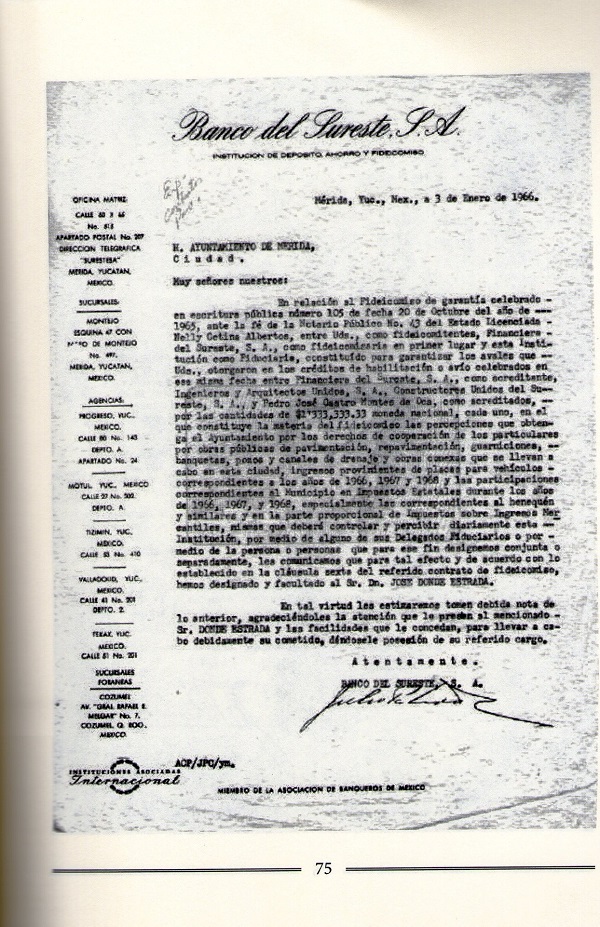 Banco del Sureste, S.A.
INSTITUCION DE DEPOSITO, AHORRO Y FIDEICOMISO
Mérida, Yuc., Mex., a 3 de Enero de 1966.
H. AYUNTAMIENTO DE MERIDA,
C i u d a d .
Muy señores nuestros:
En relación al Fideicomiso de garantía celebrado -
en escritura pública número 105 de fecha 20 de Octubre del año de ---
1965, ante la fé de la Notario Público No. 43 del Estado Licenciada -
Nelly Cetina Albertos, entre Uds., como fideicomitentes, Financiera -
del Sureste, S. A., como fideicomisaria en primer lugar y esta Insti-
tución como Fiduciaria, constituído para garantizar los avales que --
Uds., otorgaron en los créditos de habilitación o avío celebrados en
esa misma fecha entre Financiera del Sureste, S. A., como acreditante,
Ingenieros y Arquitectos Unidos, S. A., Constructores Unidos del Su-
reste, S. A., y Pedro José Castro Montes de Oca, como acreditados, --
por las cantidades de $1'333,333.33 moneda nacional, cada uno, en el
que constituye la materia del fideicomiso las percepciones que obten-
ga el Ayuntamiento por los derechos de cooperación de los particulares
por obras públicas de pavimentación, repavimentación, guarniciones, --
banquetas, pozos y canales de drenaje y obras conexas que se llevan a
cabo en esta ciudad, ingresos provinientes de placas para vehículos -
correspondientes a los años de 1966, 1967 y 1968 y las participaciones
correspondientes al Municipio en Impuestos Estatales durante los años
de 1966, 1967, y 1968, especialmente las correspondientes al henequén
y similares y en la parte proporcional de Impuestos sobre Ingresos Mer
cantiles, mismas que deberá controlar y percibir diariamente esta --
Institución, por medio de alguno de sus Delegados Fiduciarios o por -
medio de la persona o personas que para ese fin designemos conjunta o
separadamente, les comunicamos que para tal efecto y de acuerdo con lo
establecido en la cláusula sexta del referido contrato de fideicomiso,
hemos designado y facultado al Sr. Dn. JOSE DONDE ESTRADA.
En tal virtud les estimaremos tomen debida nota de
lo anterior, agradeciéndoles la atención que le presten al mencionado -
Sr. DONDE ESTRADA y las facilidades que le concedan, para llevar a ca-
bo debidamente su cometido, dándosele posesión de su referido cargo.
A t e n t a m e n t e .
BANCO DEL SURESTE, S. A.
ACP/JPC/ym.
OFICINA MATRIZ
CALLE
No.
APARTADO POSTAL No. 207
DIRECCION TELEGRAFICA
"SURESTESA"
MERIDA, YUCATAN,
MEXICO.
SUCURSALES:
MONTEJO
ESQUINA 47 CON
DE MONTEJO
No. 497,
MERIDA, YUCATAN,
MEXICO.
AGENCIAS:
PROGRESO, YUC.,
MEXICO.
CALLE 80 No. 143
DEPTO. A
APARTADO No. 24
MOTUL, YUC., MEXICO
CALLE 27 No. 302
DEPTO. A.
TIZIMIN, YUC.,
MEXICO.
CALLE 53 No. 410
VALLADOLID, YUC.,
MEXICO.
CALLE 41 No. 201
DEPTO. 2.
TEKAX, YUC.
MEXICO.
CALLE 51 No. 201
SUCURSALES
FORANEAS
COZUMEL
AV. "GRAL. RAFAEL E.
MELGAR" No. 7,
COZUMEL, Q. ROO.,
MEXICO.
INSTITUCIONES ASOCIADAS
Internacional
MIEMBRO DE LA ASOCIACION DE BANQUEROS DE MEXICO
75